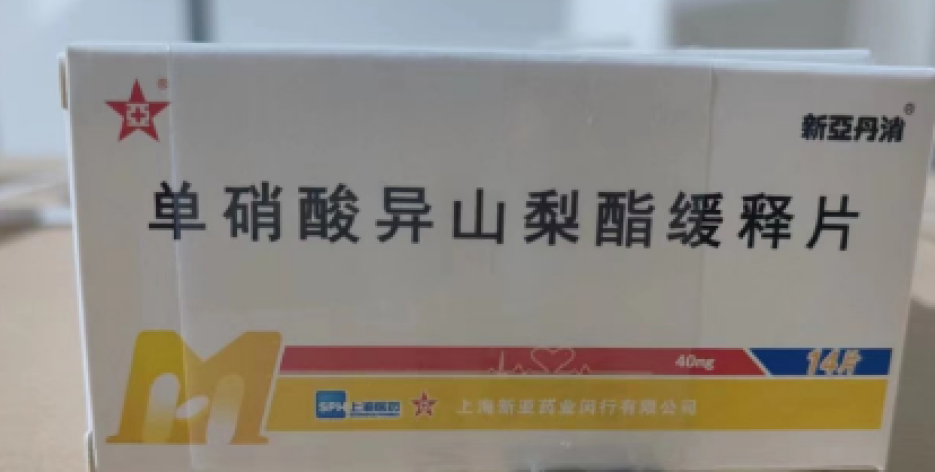 新亞丹消®
单硝酸异山梨酯缓释片
40mg
14片
SPH 上海医药
上海新亚药业闵行有限公司